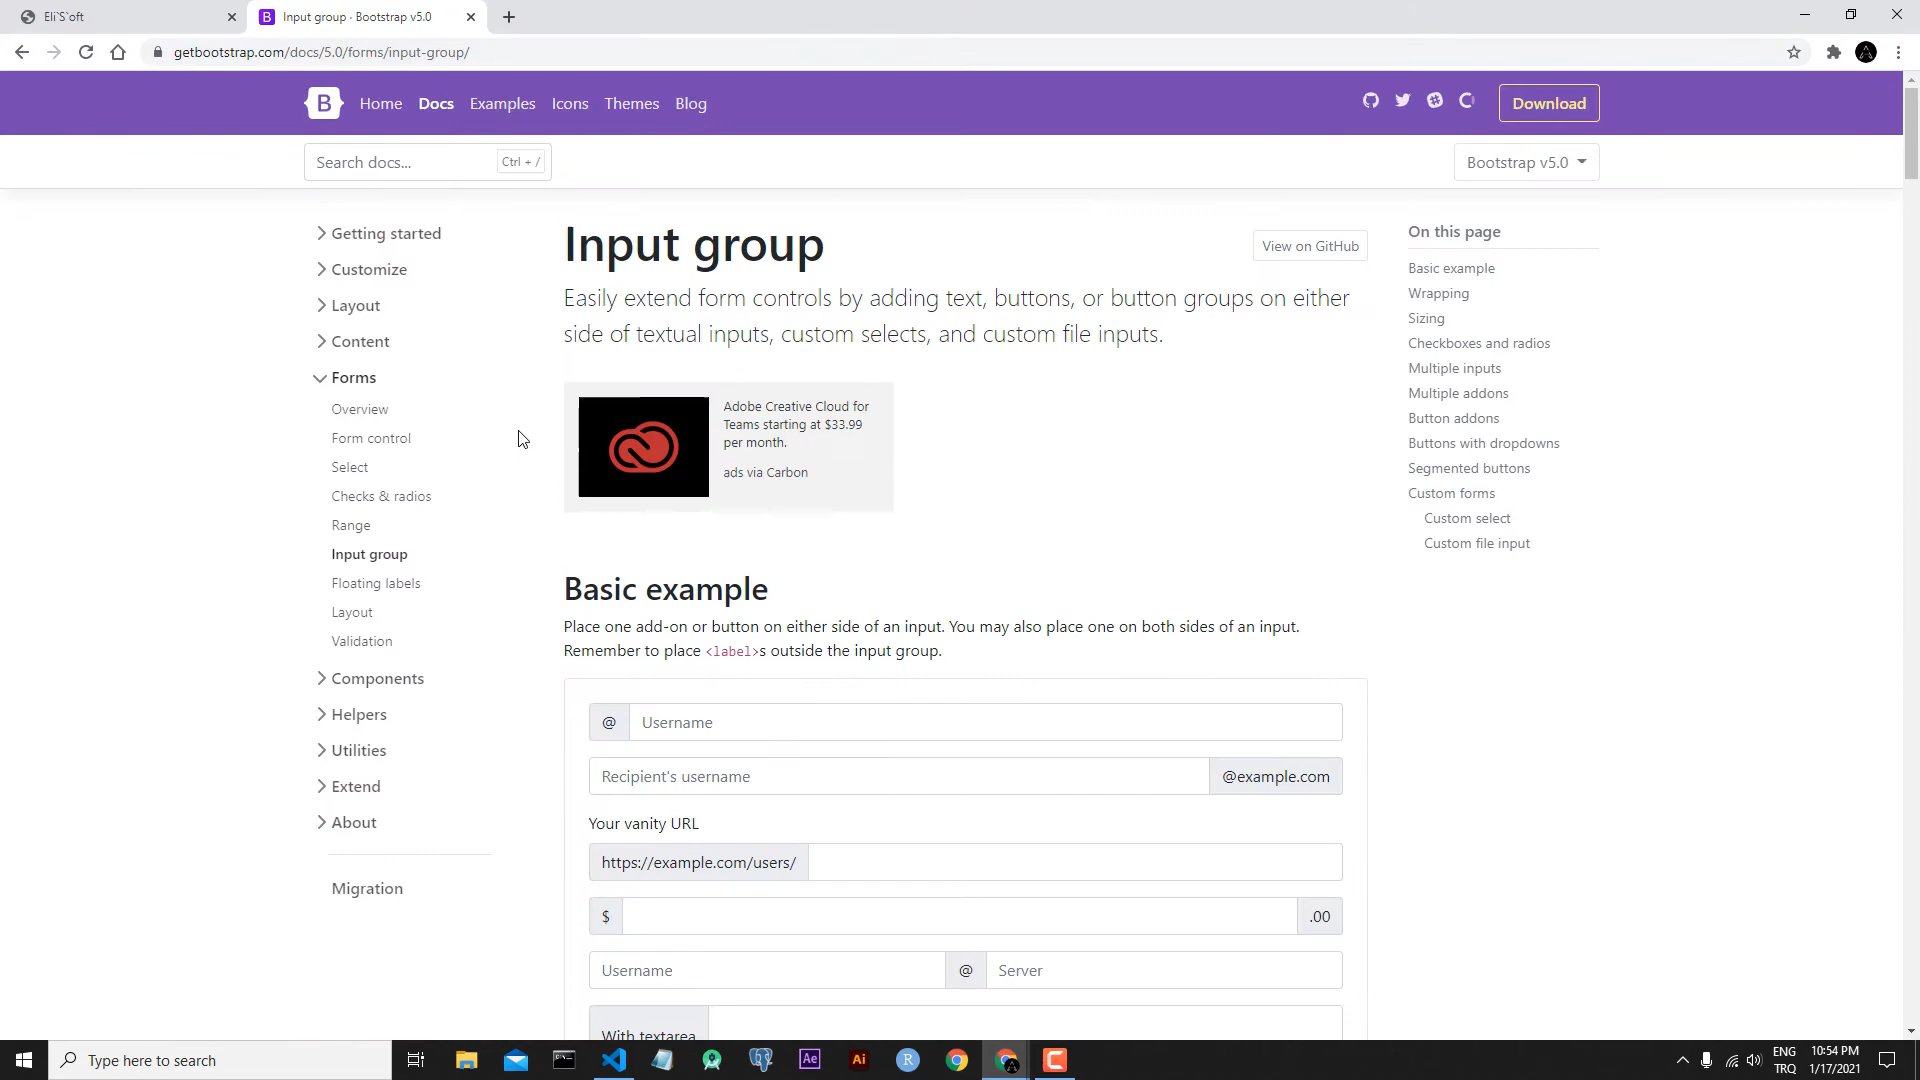 Eli`S`oft
Input group · Bootstrap v5.0
getbootstrap.com/docs/5.0/forms/input-group/
B Home Docs Examples Icons Themes Blog Download
Search docs... Ctrl + /
Bootstrap v5.0
Getting started
Customize
Layout
Content
Forms
Overview
Form control
Select
Checks & radios
Range
Input group
Floating labels
Layout
Validation
Components
Helpers
Utilities
Extend
About
Migration
Input group
View on GitHub
Easily extend form controls by adding text, buttons, or button groups on either
side of textual inputs, custom selects, and custom file inputs.
Adobe Creative Cloud for
Teams starting at $33.99
per month.
ads via Carbon
Basic example
Place one add-on or button on either side of an input. You may also place one on both sides of an input.
Remember to place <label>s outside the input group.
@ Username
Recipient's username @example.com
Your vanity URL
https://example.com/users/
$ .00
Username @ Server
With textarea
On this page
Basic example
Wrapping
Sizing
Checkboxes and radios
Multiple inputs
Multiple addons
Button addons
Buttons with dropdowns
Segmented buttons
Custom forms
Custom select
Custom file input
Type here to search
Ae
Ai
R
ENG
TRQ
10:54 PM
1/17/2021